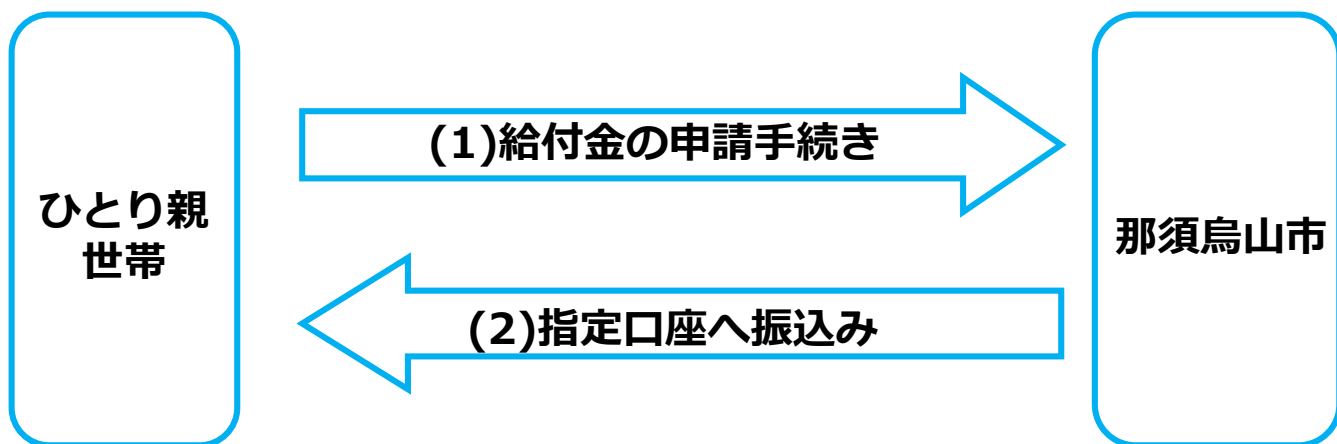 ひとり親
世帯
(1)給付金の申請手続き
(2)指定口座へ振込み
那須烏山市